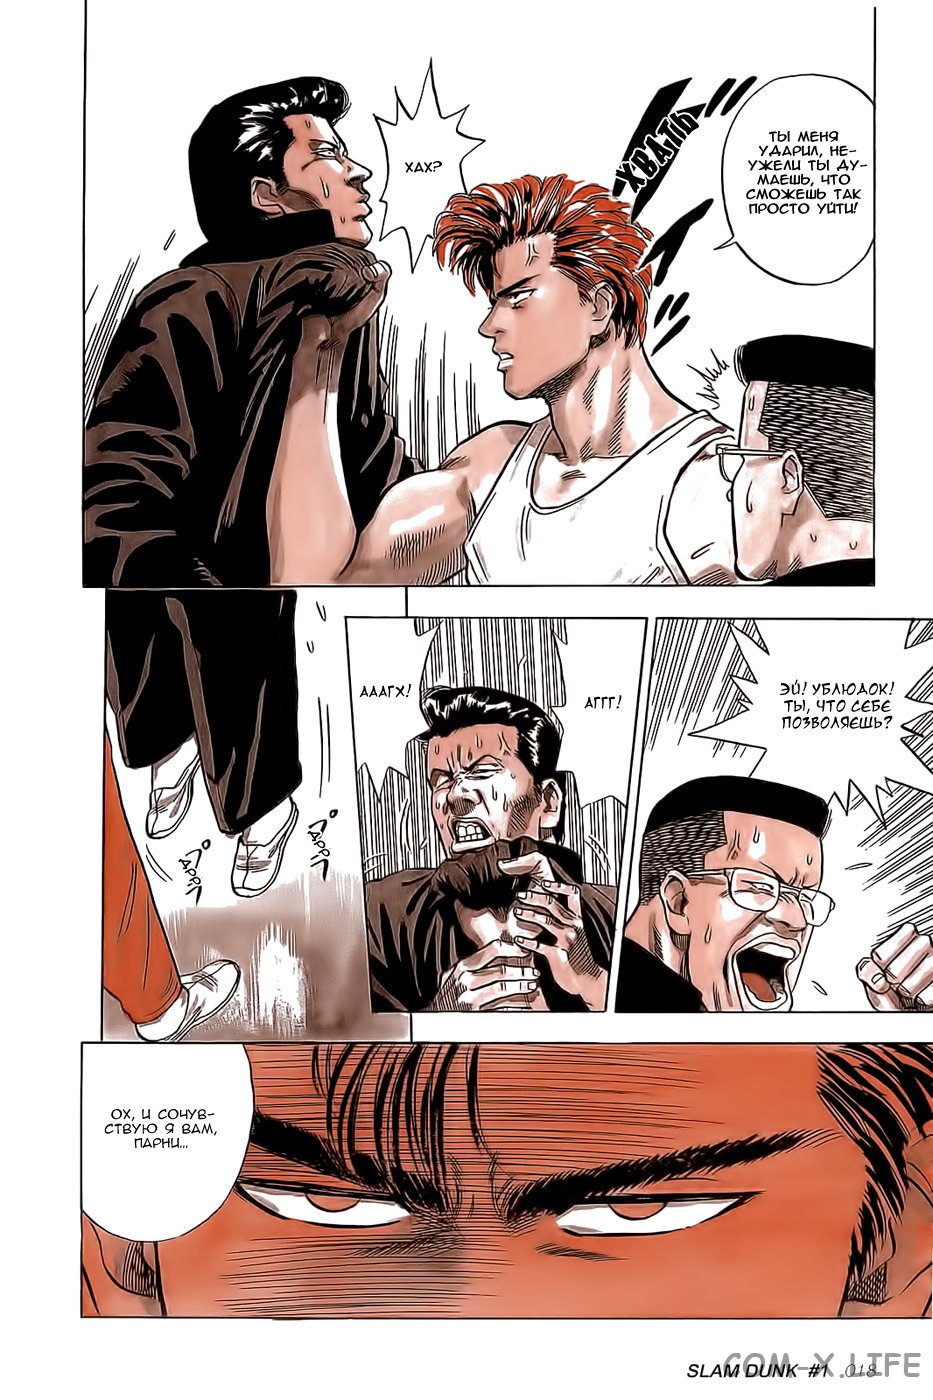 ТЫ МЕНЯ
УДАРИЛ, НЕ-
УЖЕЛИ ТЫ ДУ-
МАЕШЬ, ЧТО
СМОЖЕШЬ ТАК
ПРОСТО УЙТИ!
ХВАТЬ
ХАХ?
ЭЙ! УБЛЮДОК!
ТЫ, ЧТО СЕБЕ
ПОЗВОЛЯЕШЬ?
АГГГ!
АААГХ!
ДАРР!
ДАРР!
ОХ, И СОЧУВ-
СТВУЮ Я ВАМ,
ПАРНИ...
SLAM DUNK #1 018
COM-X.LIFE